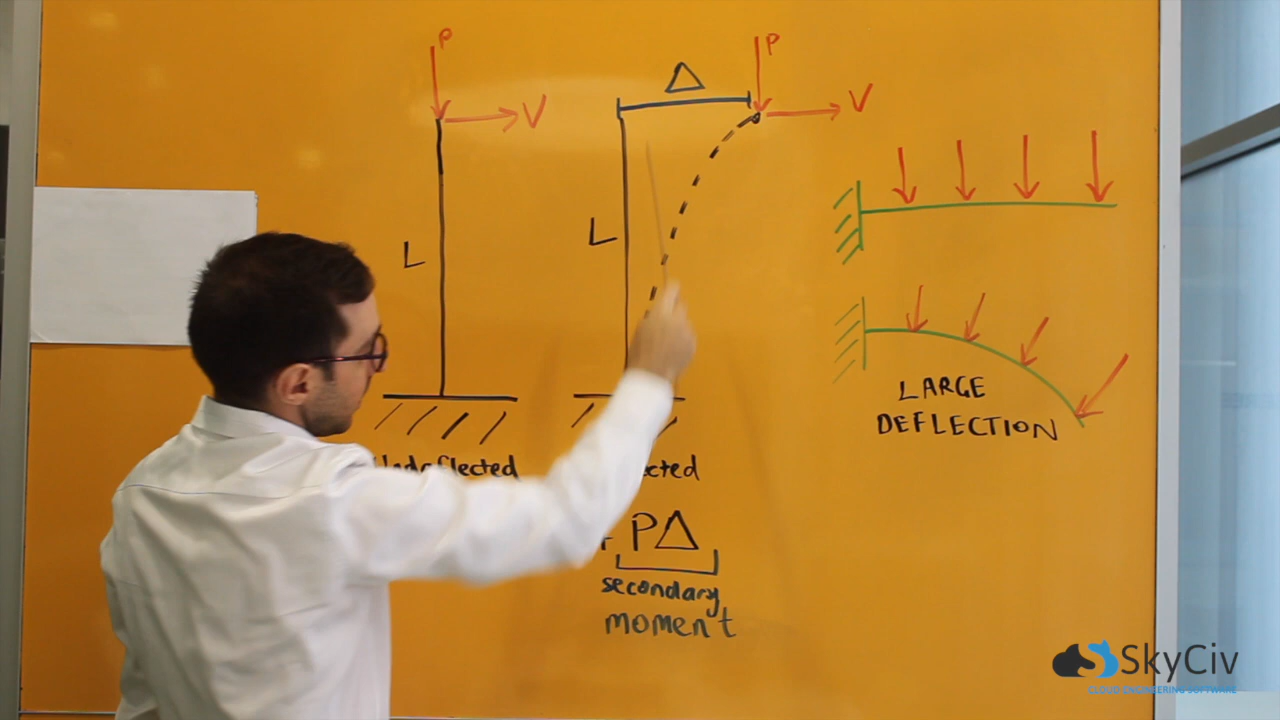 P
V
L
Δ
P
V
L
PΔ
secondary
moment
LARGE
DEFLECTION
SkyCiv
CLOUD ENGINEERING SOFTWARE